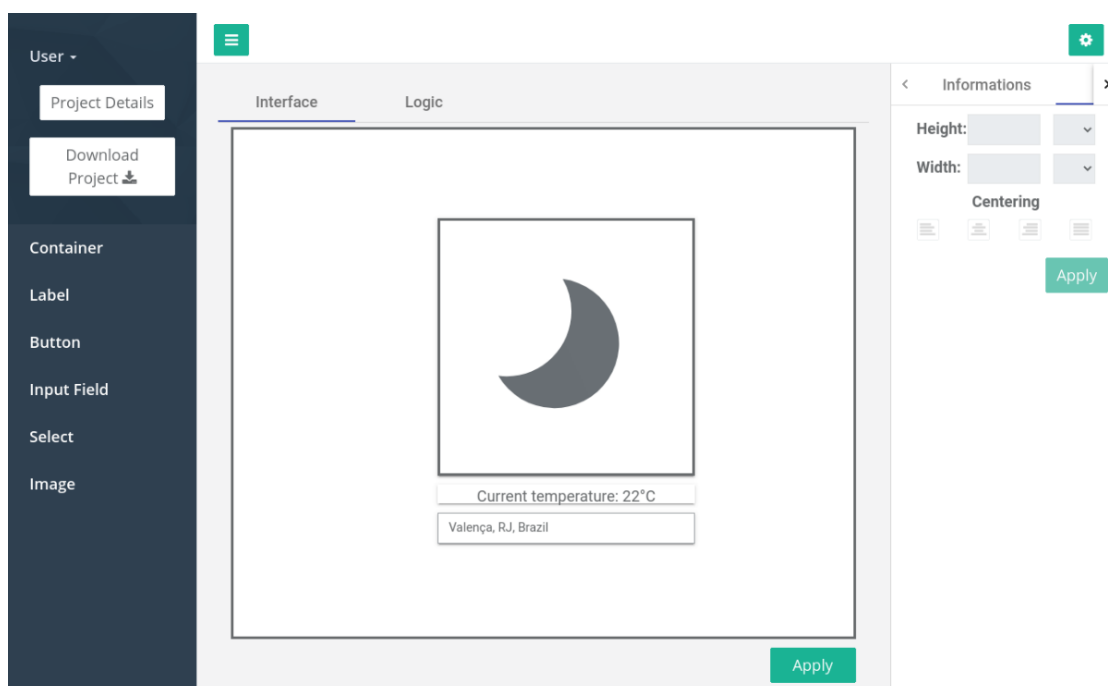 User
Project Details
Download
Project
Container
Label
Button
Input Field
Select
Image
Interface
Logic
Current temperature: 22°C
Valença, RJ, Brazil
Apply
Informations
Height:
Width:
Centering
Apply